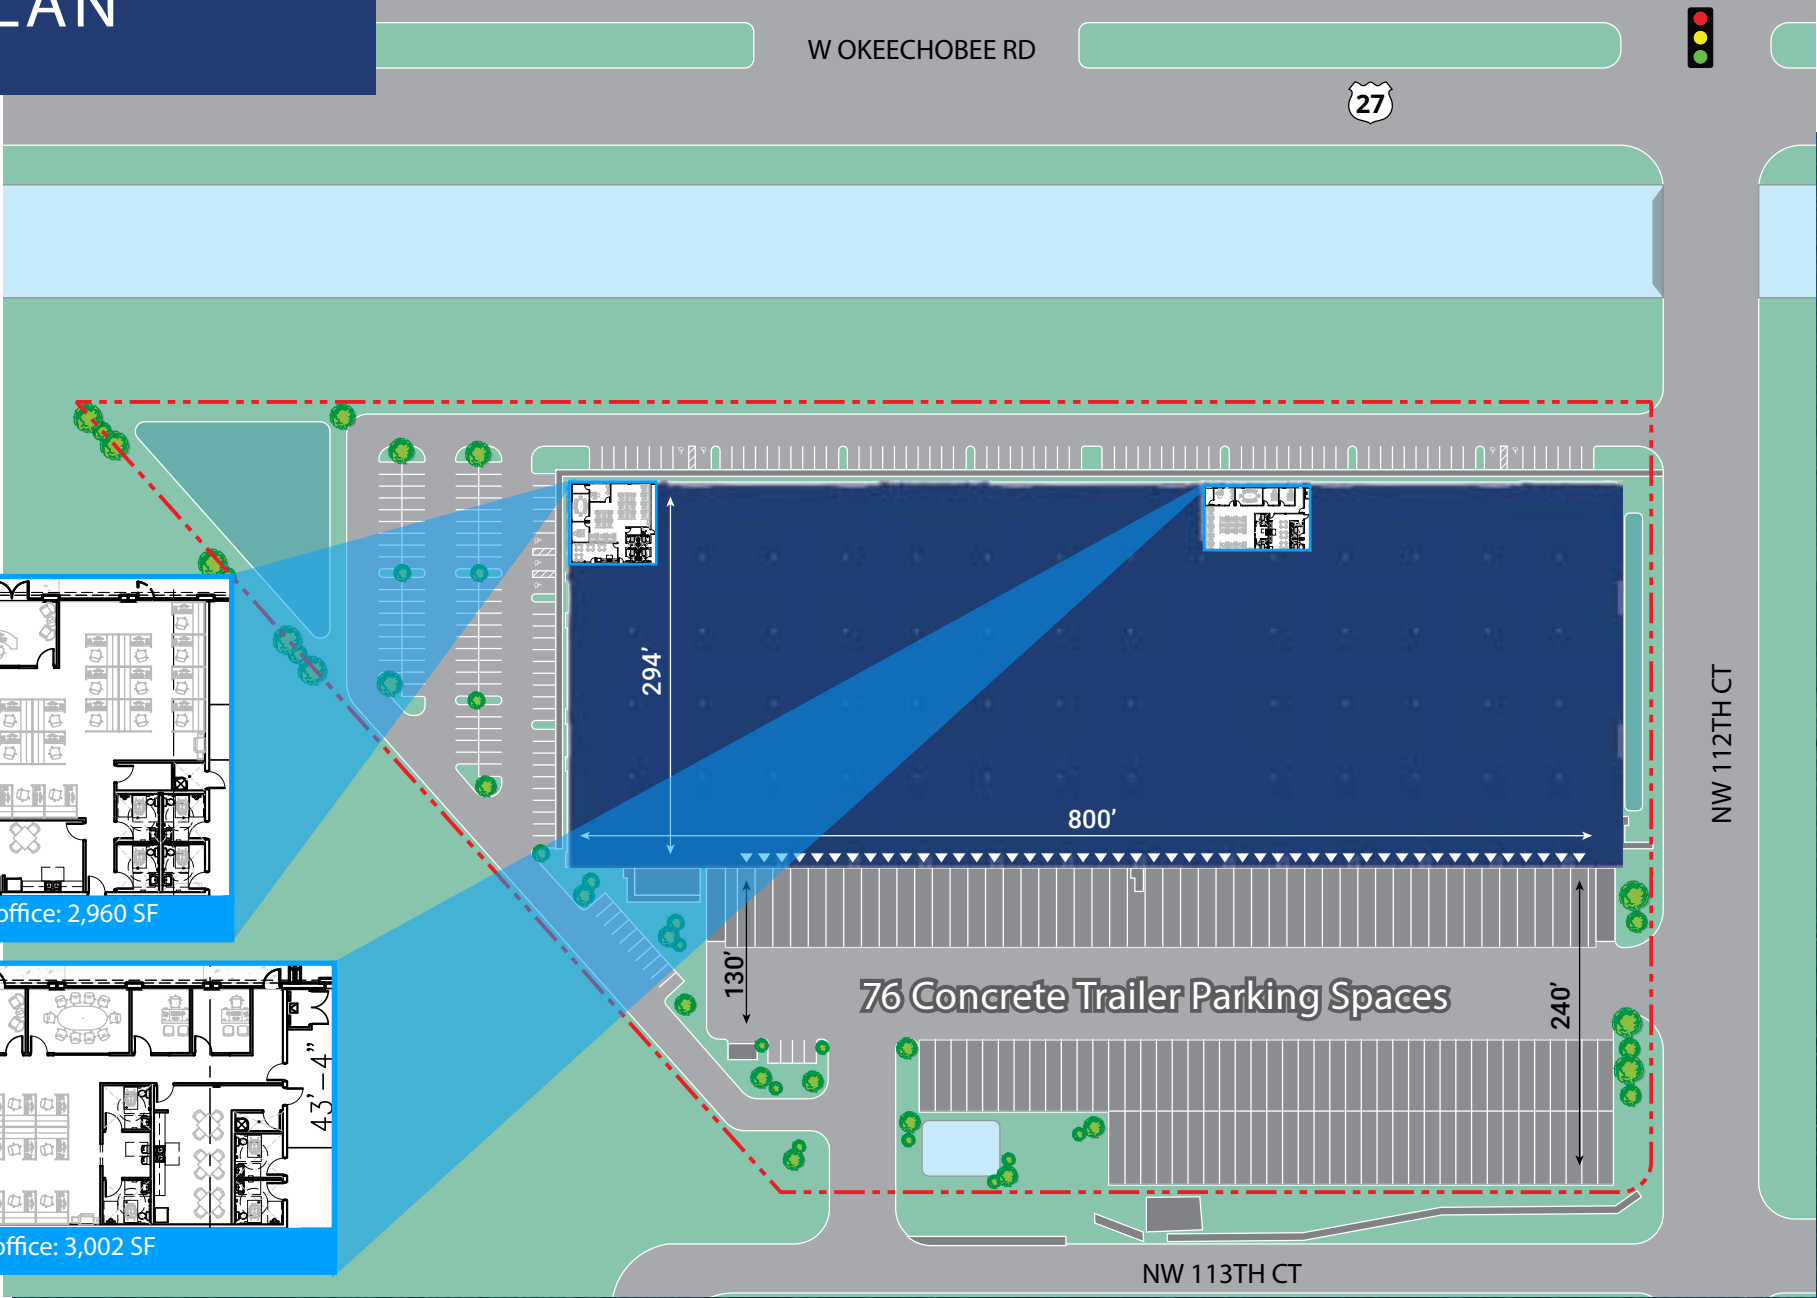 LAN
W OKEECHOBEE RD
27
294'
800'
NW 112TH CT
office: 2,960 SF
130'
76 Concrete Trailer Parking Spaces
240'
43'-4"
office: 3,002 SF
NW 113TH CT